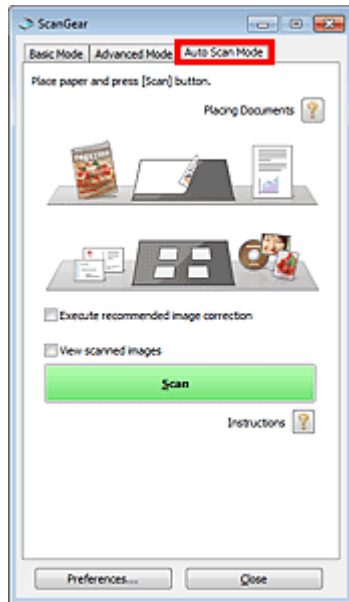 ScanGear
Basic Mode Advanced Mode Auto Scan Mode
Place paper and press [Scan] button.
Placing Documents
magazine
Execute recommended image correction
View scanned images
Scan
Instructions
Preferences... Close